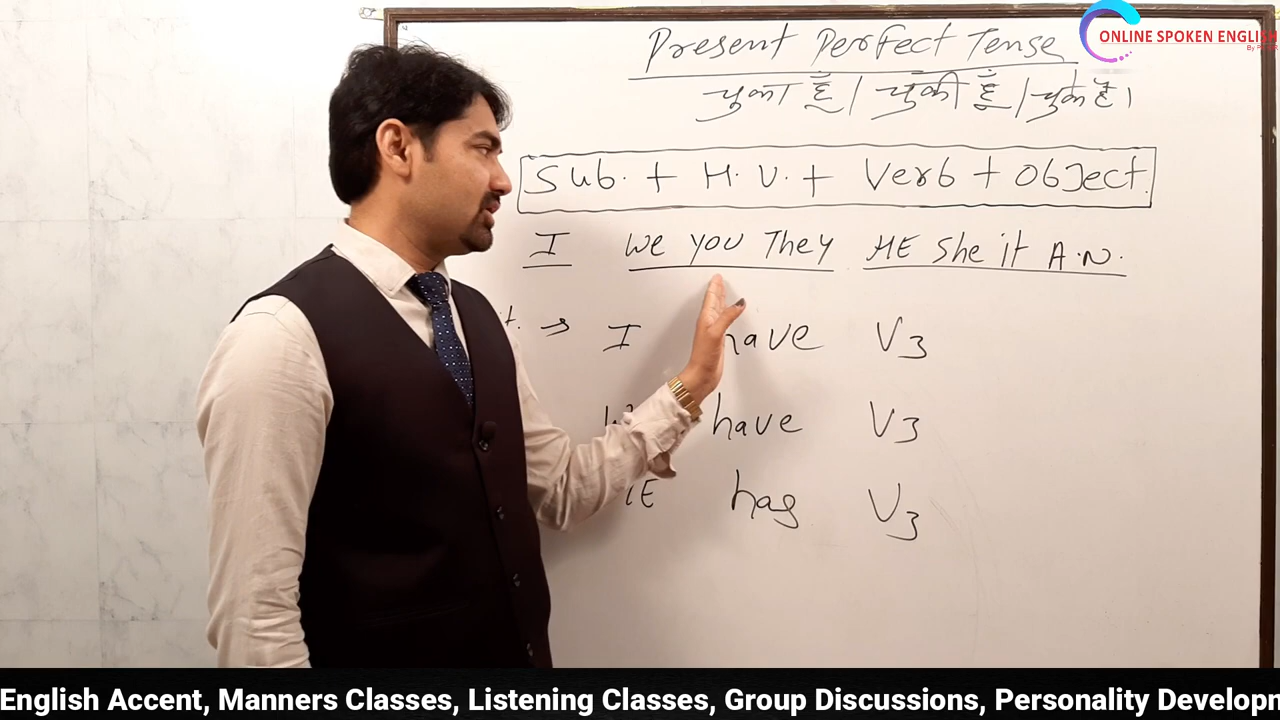 Present Perfect Tense
ONLINE SPOKEN ENGLISH
चुका हूँ / चुकी हूँ / चुके हैं।
Sub. + H.V. + Verb + Object.
I We you They HE She it A.N.
→ I have V3
have V3
has V3
English Accent, Manners Classes, Listening Classes, Group Discussions, Personality Developm